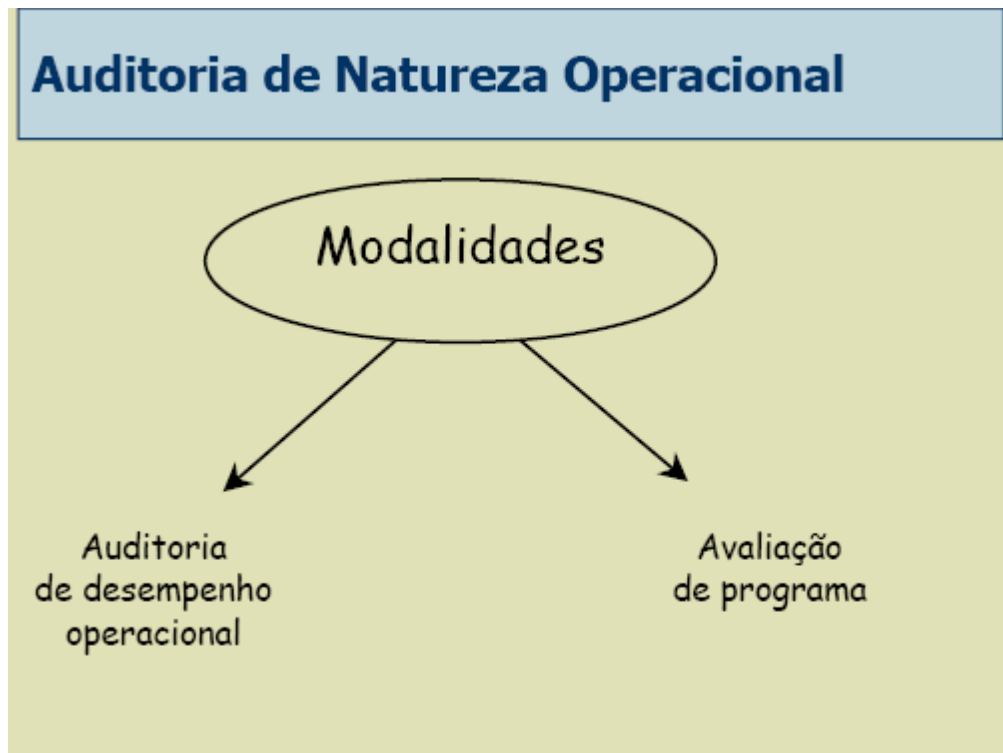 Auditoria de Natureza Operacional
Modalidades
Auditoria
de desempenho
operacional
Avaliação
de programa